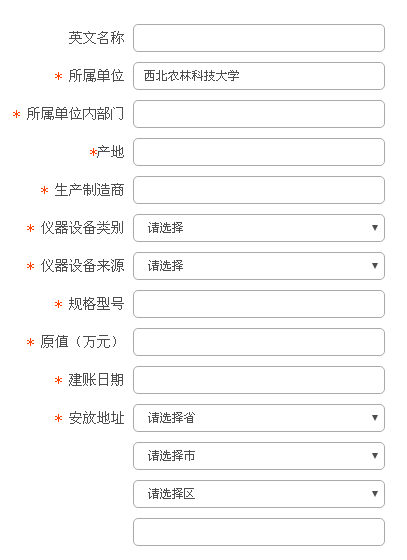 英文名称
* 所属单位 西北农林科技大学
* 所属单位内部门
*产地
* 生产制造商
* 仪器设备类别 请选择
* 仪器设备来源 请选择
* 规格型号
* 原值（万元）
* 建账日期
* 安放地址 请选择省
请选择市
请选择区